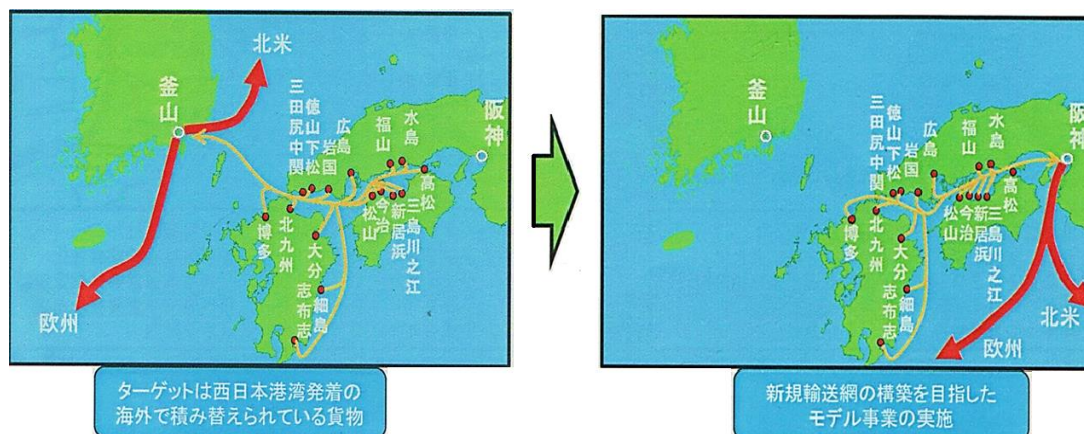 北米
釜山
阪神
三田尻中関
徳山下松
岩国
広島
福山
水島
高松
三島川之江
新居浜
今治
松山
北九州
博多
大分
細島
志布志
欧州
ターゲットは西日本港湾発着の
海外で積み替えられている貨物
釜山
阪神
三田尻中関
徳山下松
岩国
広島
福山
水島
高松
三島川之江
新居浜
今治
松山
北九州
博多
大分
細島
志布志
北米
欧州
新規輸送網の構築を目指した
モデル事業の実施